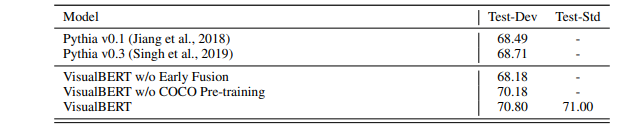 Model Test-Dev Test-Std
Pythia v0.1 (Jiang et al., 2018) 68.49 -
Pythia v0.3 (Singh et al., 2019) 68.71 -
VisualBERT w/o Early Fusion 68.18 -
VisualBERT w/o COCO Pre-training 70.18 -
VisualBERT 70.80 71.00